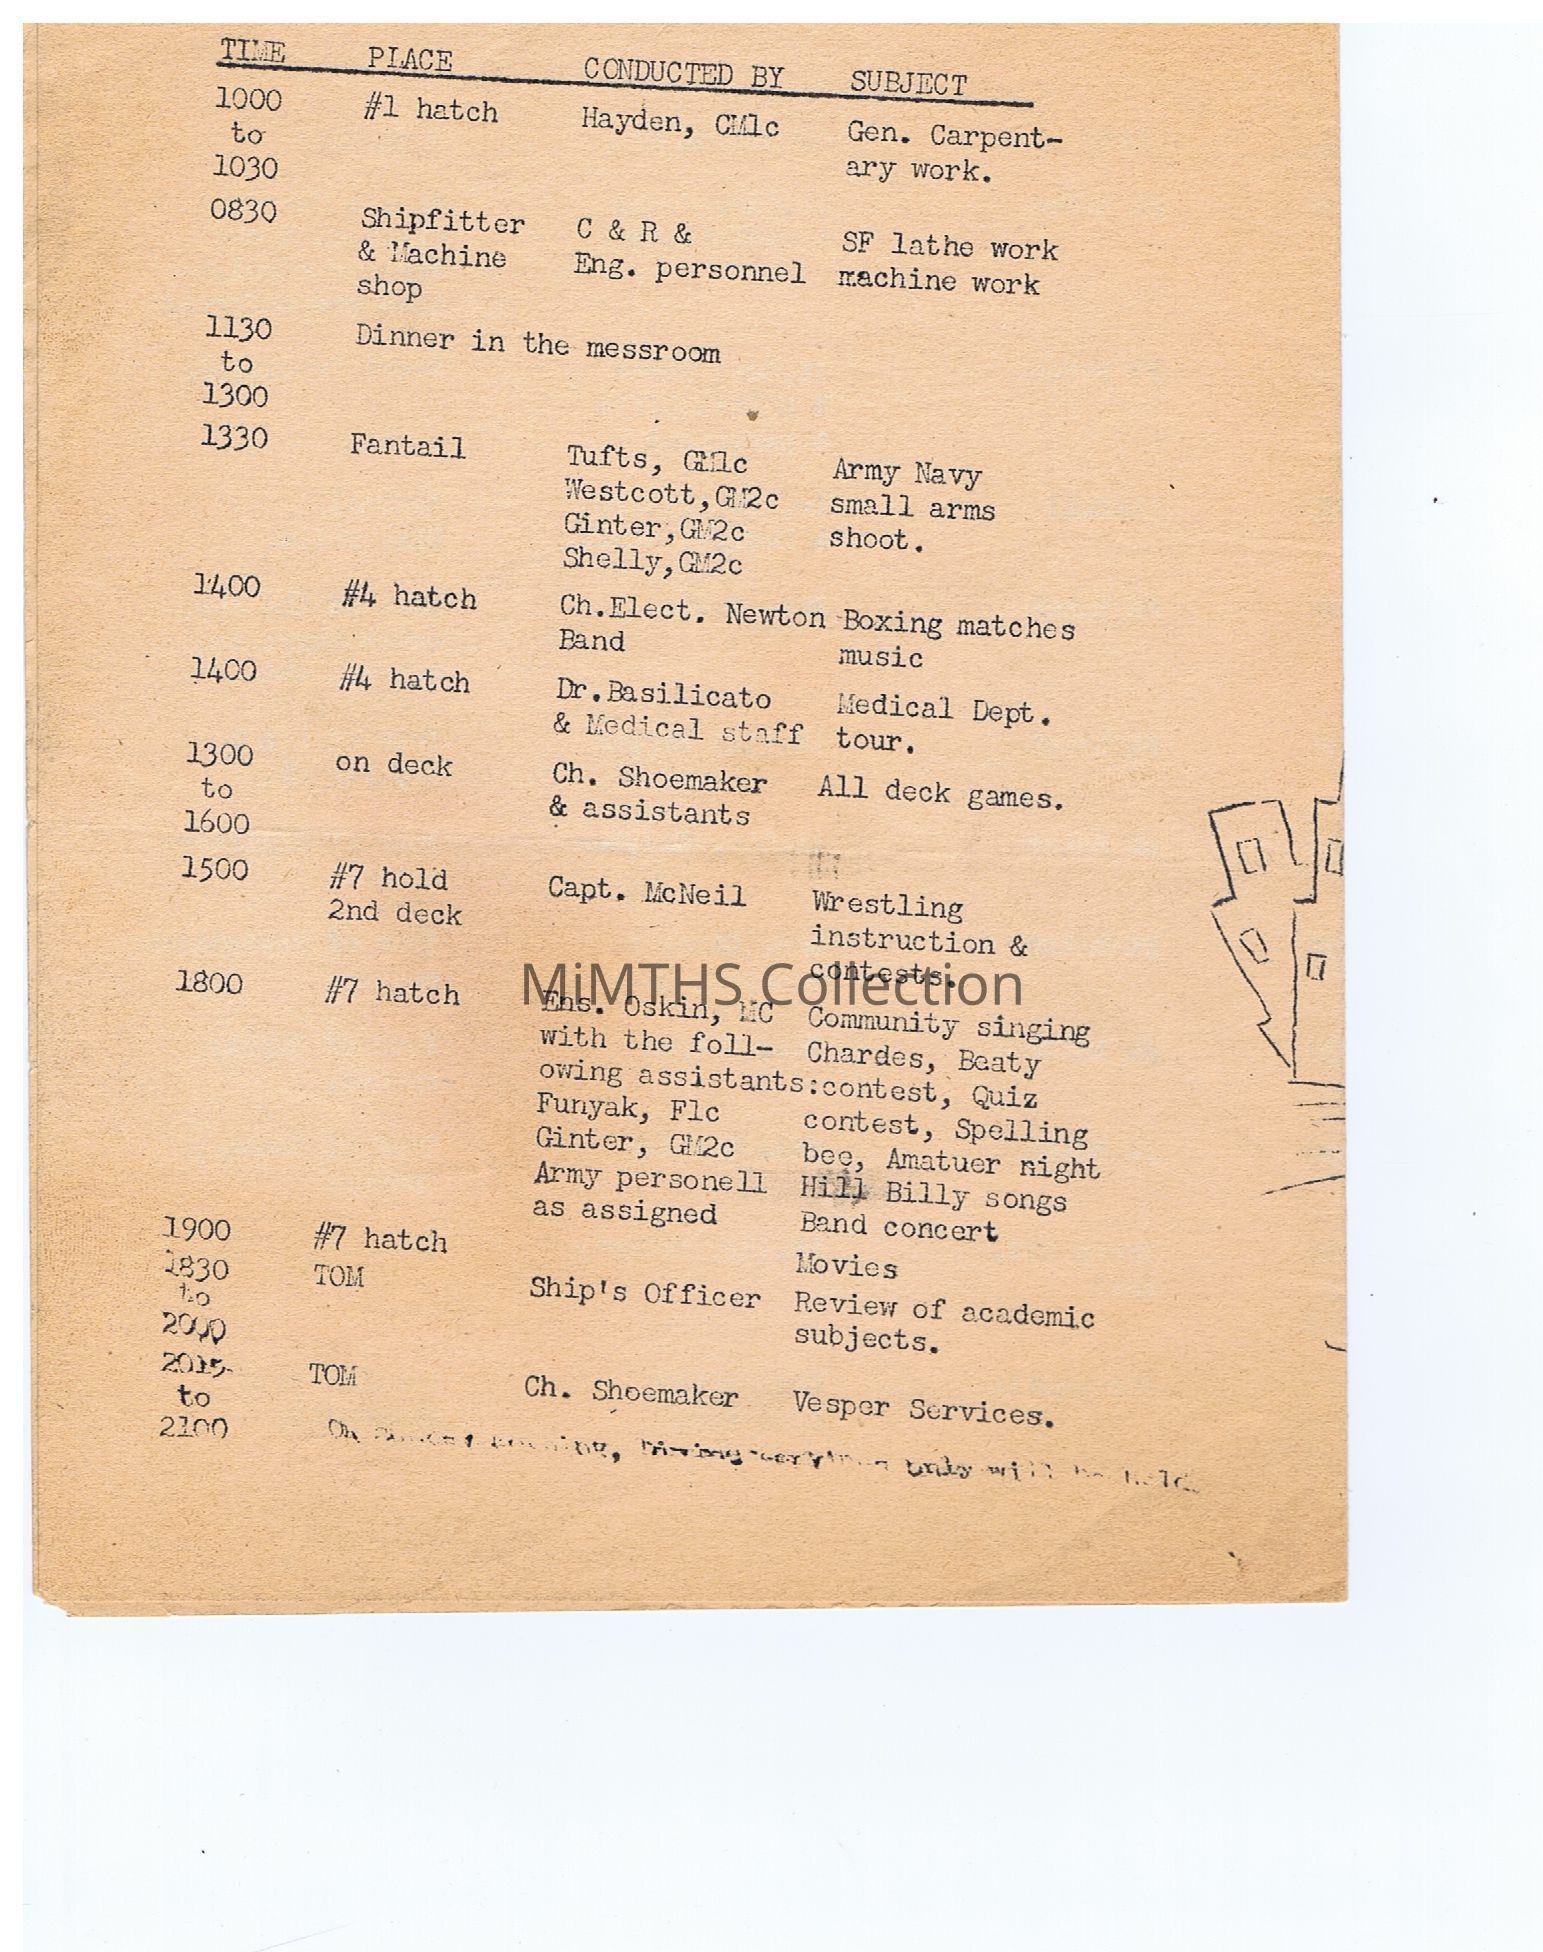 TIME PLACE CONDUCTED BY SUBJECT
1000 #1 hatch Hayden, CM1c Gen. Carpent-
to ary work.
1030
0830 Shipfitter C & R & SF lathe work
& Machine Eng. personnel machine work
shop
1130 Dinner in the messroom
to
1300
1330 Fantail Tufts, GM1c Army Navy
Westcott,GM2c small arms
Ginter,GM2c shoot.
Shelly,GM2c
1400 #4 hatch Ch.Elect. Newton Boxing matches
Band music
1400 #4 hatch Dr.Basilicato Medical Dept.
& Medical staff tour.
1300 on deck Ch. Shoemaker All deck games.
to & assistants
1600
1500 #7 hold Capt. McNeil Wrestling
2nd deck instruction &
contests.
MiMTHS Collection
1800 #7 hatch Ens. Oskin, MC Community singing
with the foll- Chardes, Beaty
owing assistants:contest, Quiz
Funyak, F1c contest, Spelling
Ginter, GM2c bee, Amatuer night
Army personell Hill Billy songs
as assigned Band concert
1900 #7 hatch Movies
1830 TOM Ship's Officer Review of academic
to subjects.
2000
2015 TOM Ch. Shoemaker Vesper Services.
to
2100 On only will be held.